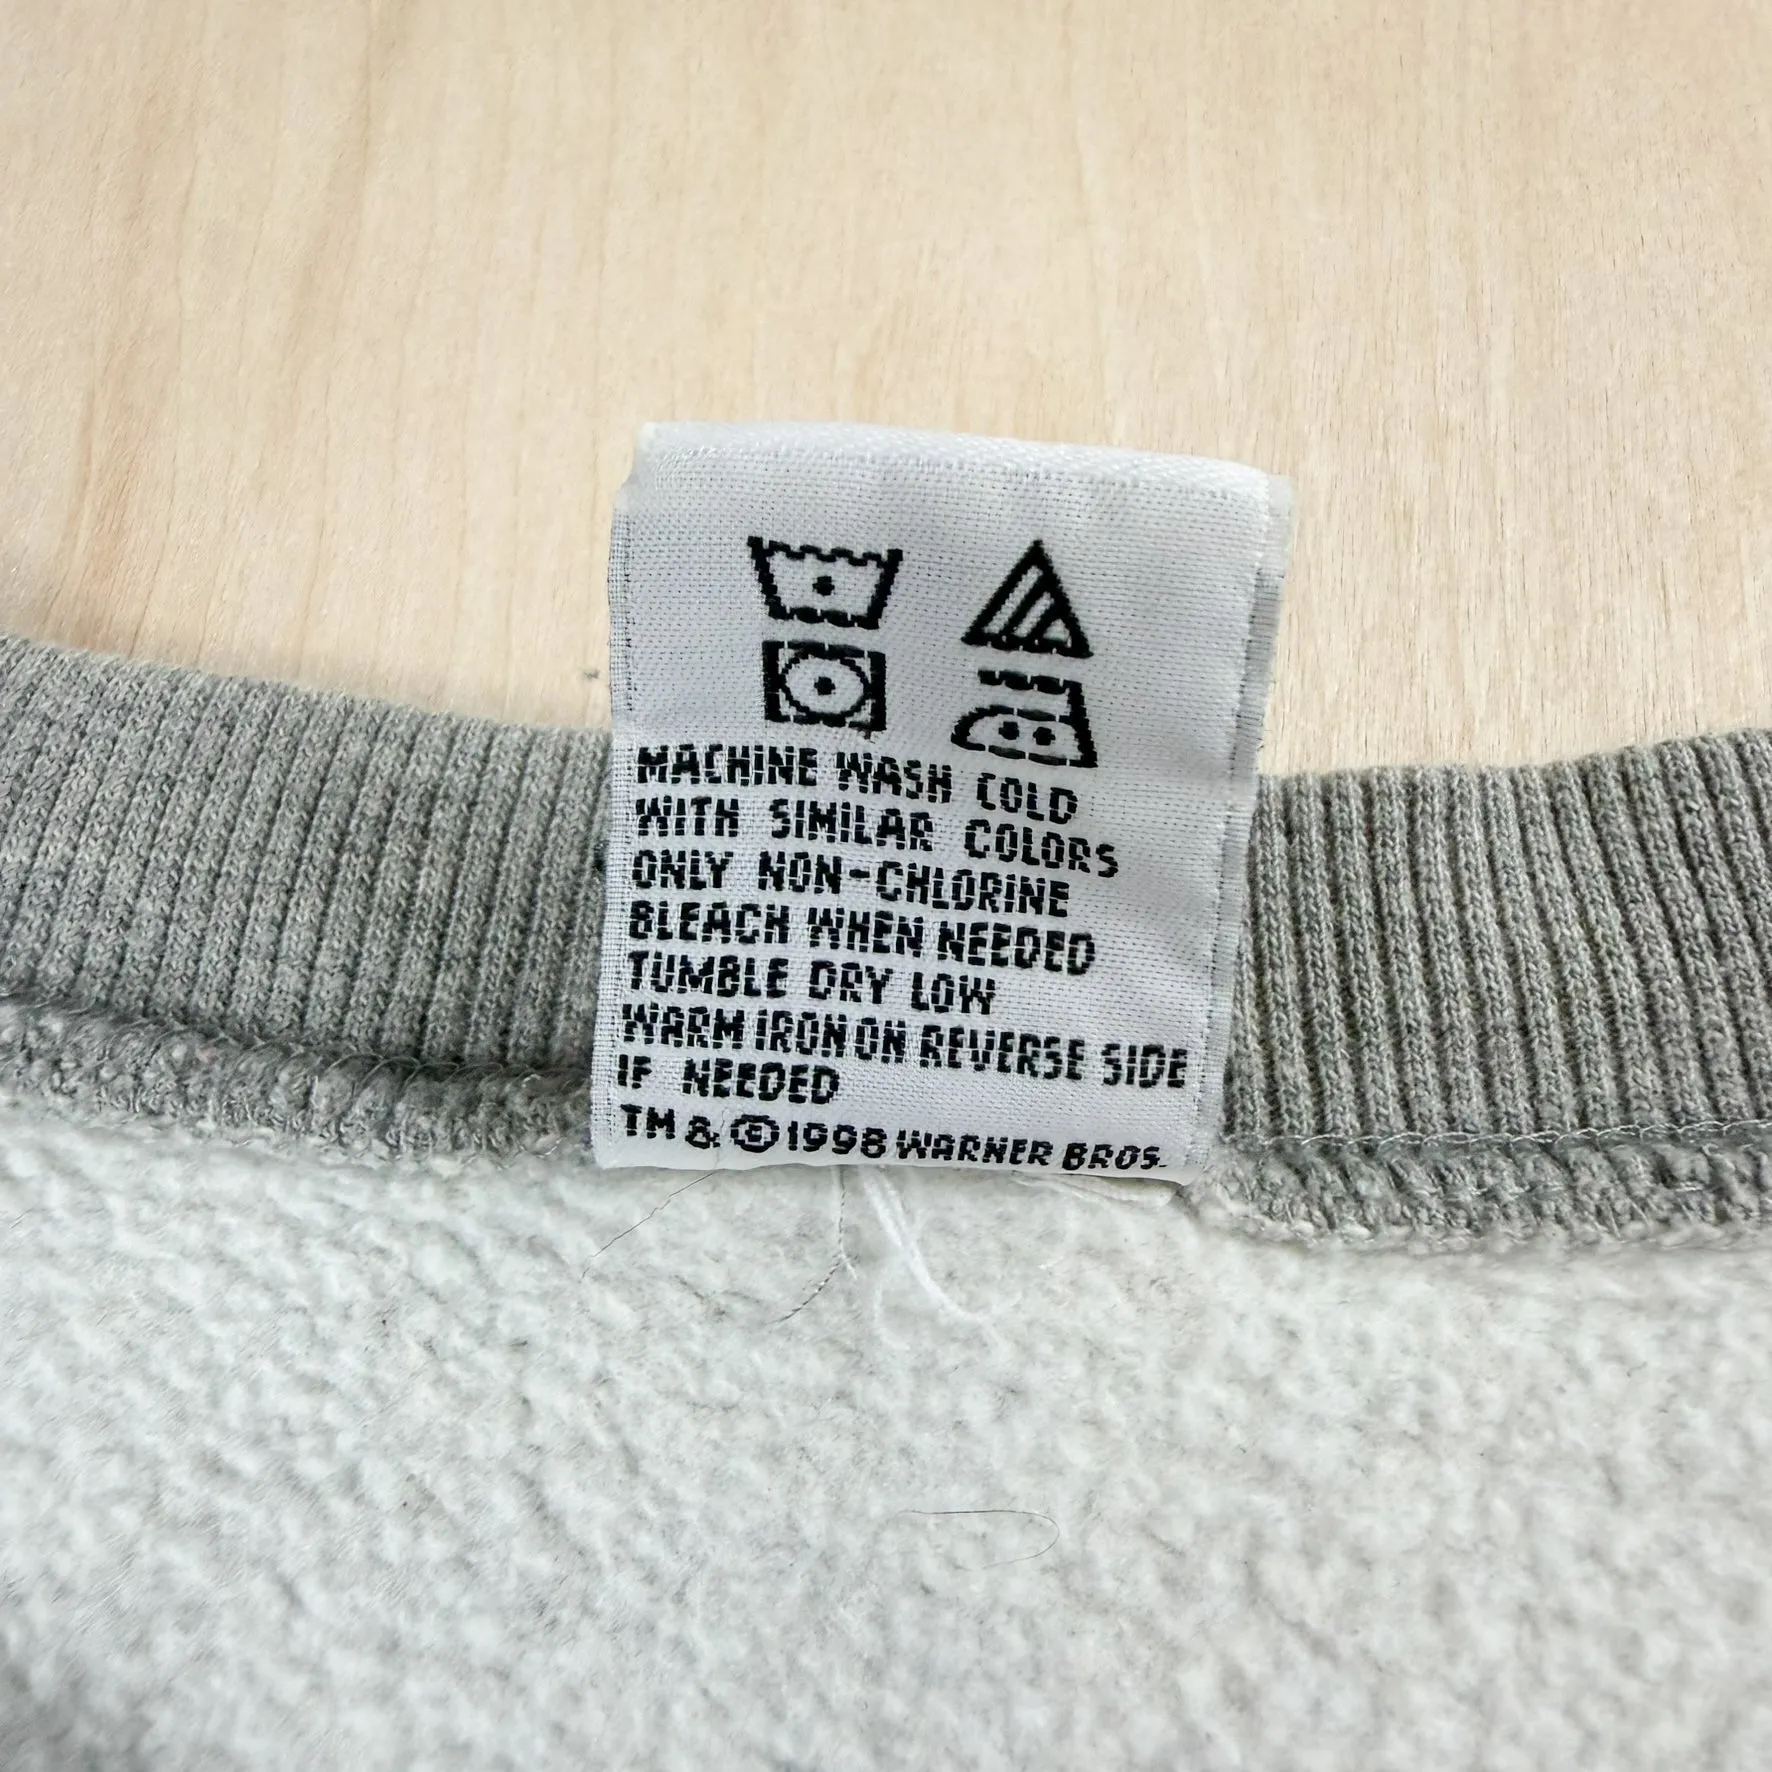 MACHINE WASH COLD
WITH SIMILAR COLORS
ONLY NON-CHLORINE
BLEACH WHEN NEEDED
TUMBLE DRY LOW
WARM IRON ON REVERSE SIDE
IF NEEDED
TM & ©1998 WARNER BROS.